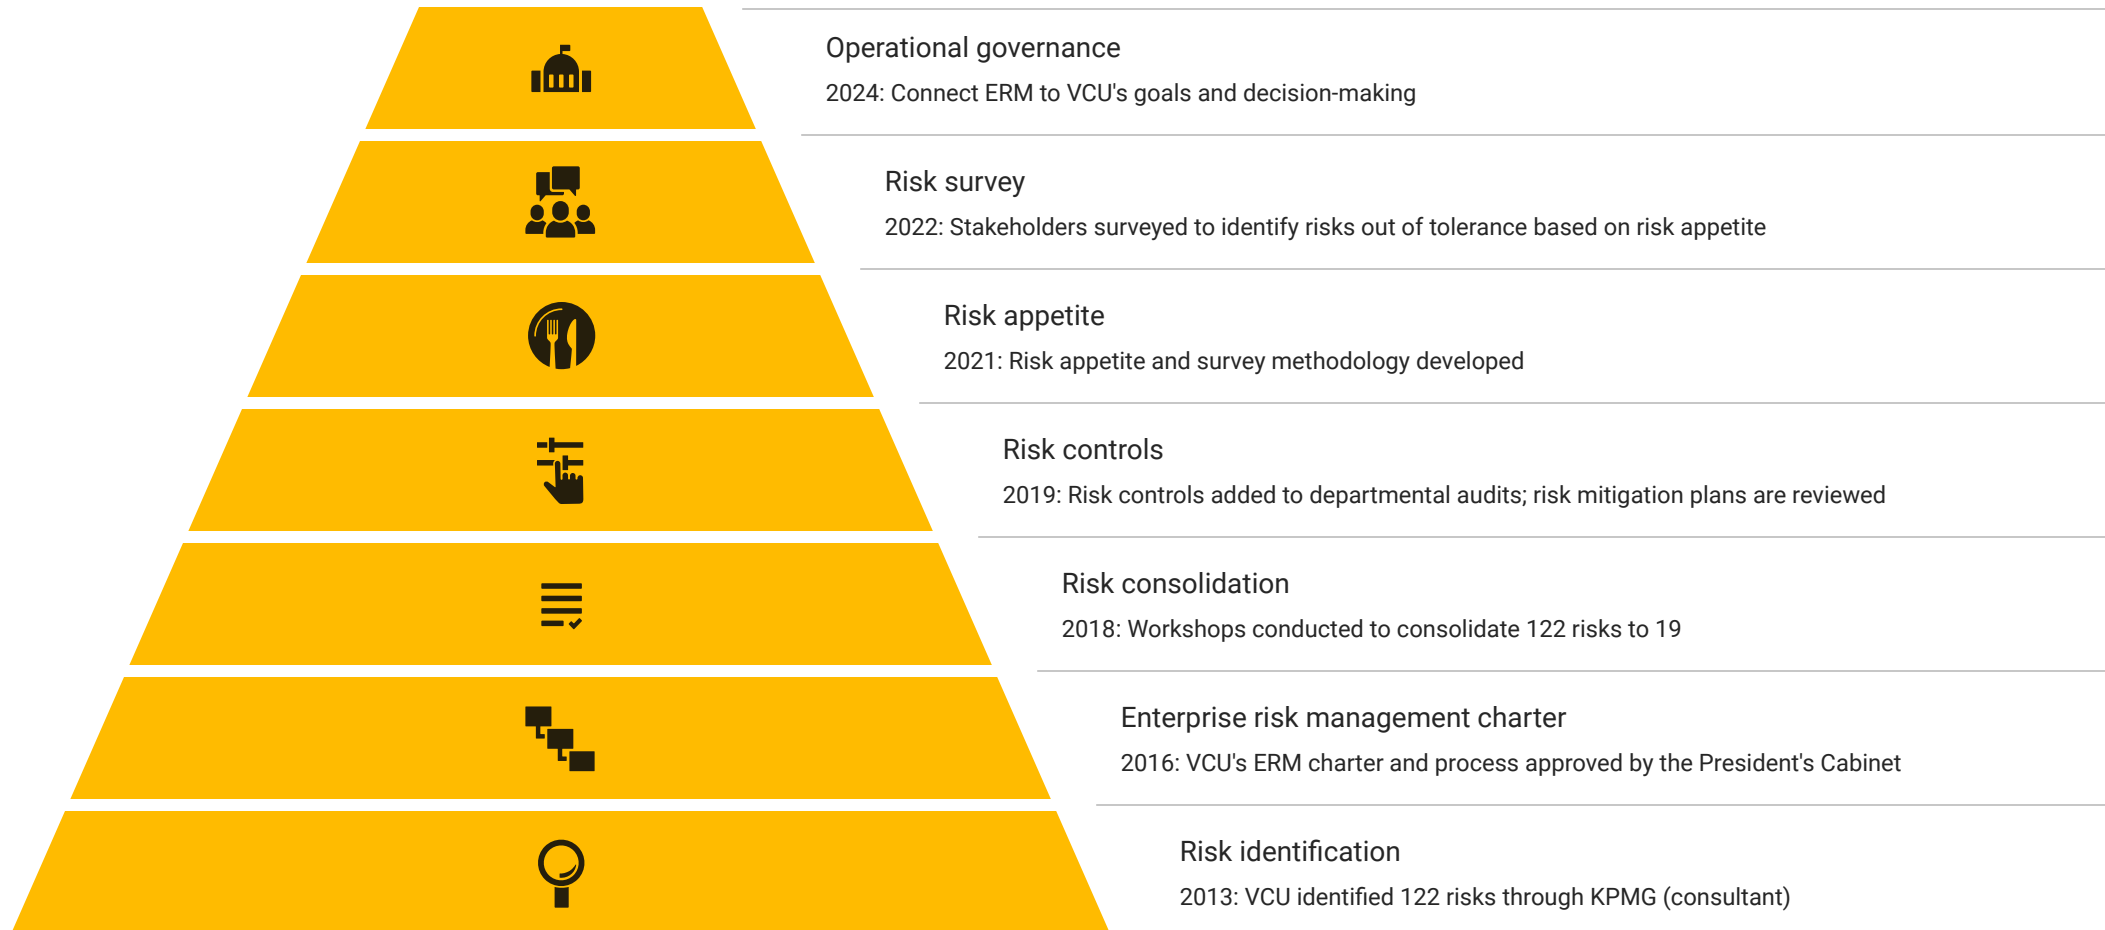 Operational governance
2024: Connect ERM to VCU's goals and decision-making
Risk survey
2022: Stakeholders surveyed to identify risks out of tolerance based on risk appetite
Risk appetite
2021: Risk appetite and survey methodology developed
Risk controls
2019: Risk controls added to departmental audits; risk mitigation plans are reviewed
Risk consolidation
2018: Workshops conducted to consolidate 122 risks to 19
Enterprise risk management charter
2016: VCU's ERM charter and process approved by the President's Cabinet
Risk identification
2013: VCU identified 122 risks through KPMG (consultant)